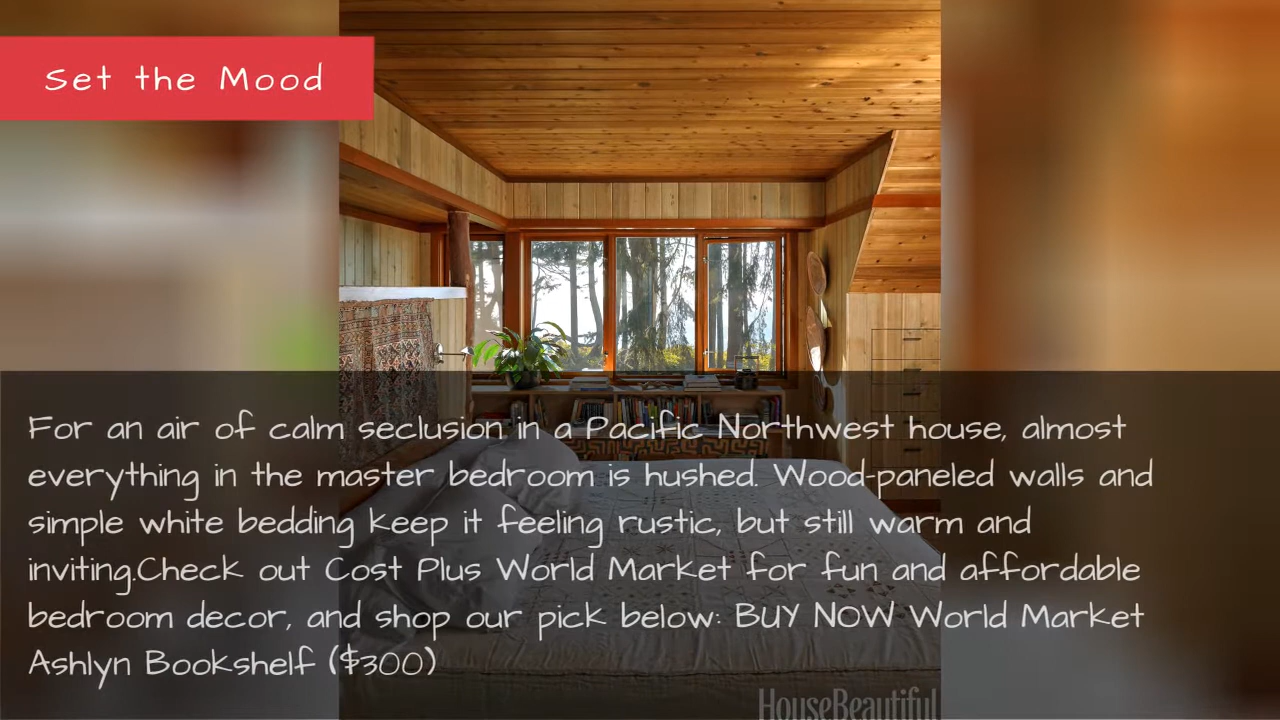 Set the Mood
For an air of calm seclusion in a Pacific Northwest house, almost
everything in the master bedroom is hushed. Wood-paneled walls and
simple white bedding keep it feeling rustic, but still warm and
inviting.Check out Cost Plus World Market for fun and affordable
bedroom decor, and shop our pick below: BUY NOW World Market
Ashlyn Bookshelf ($300)
HouseBeautiful